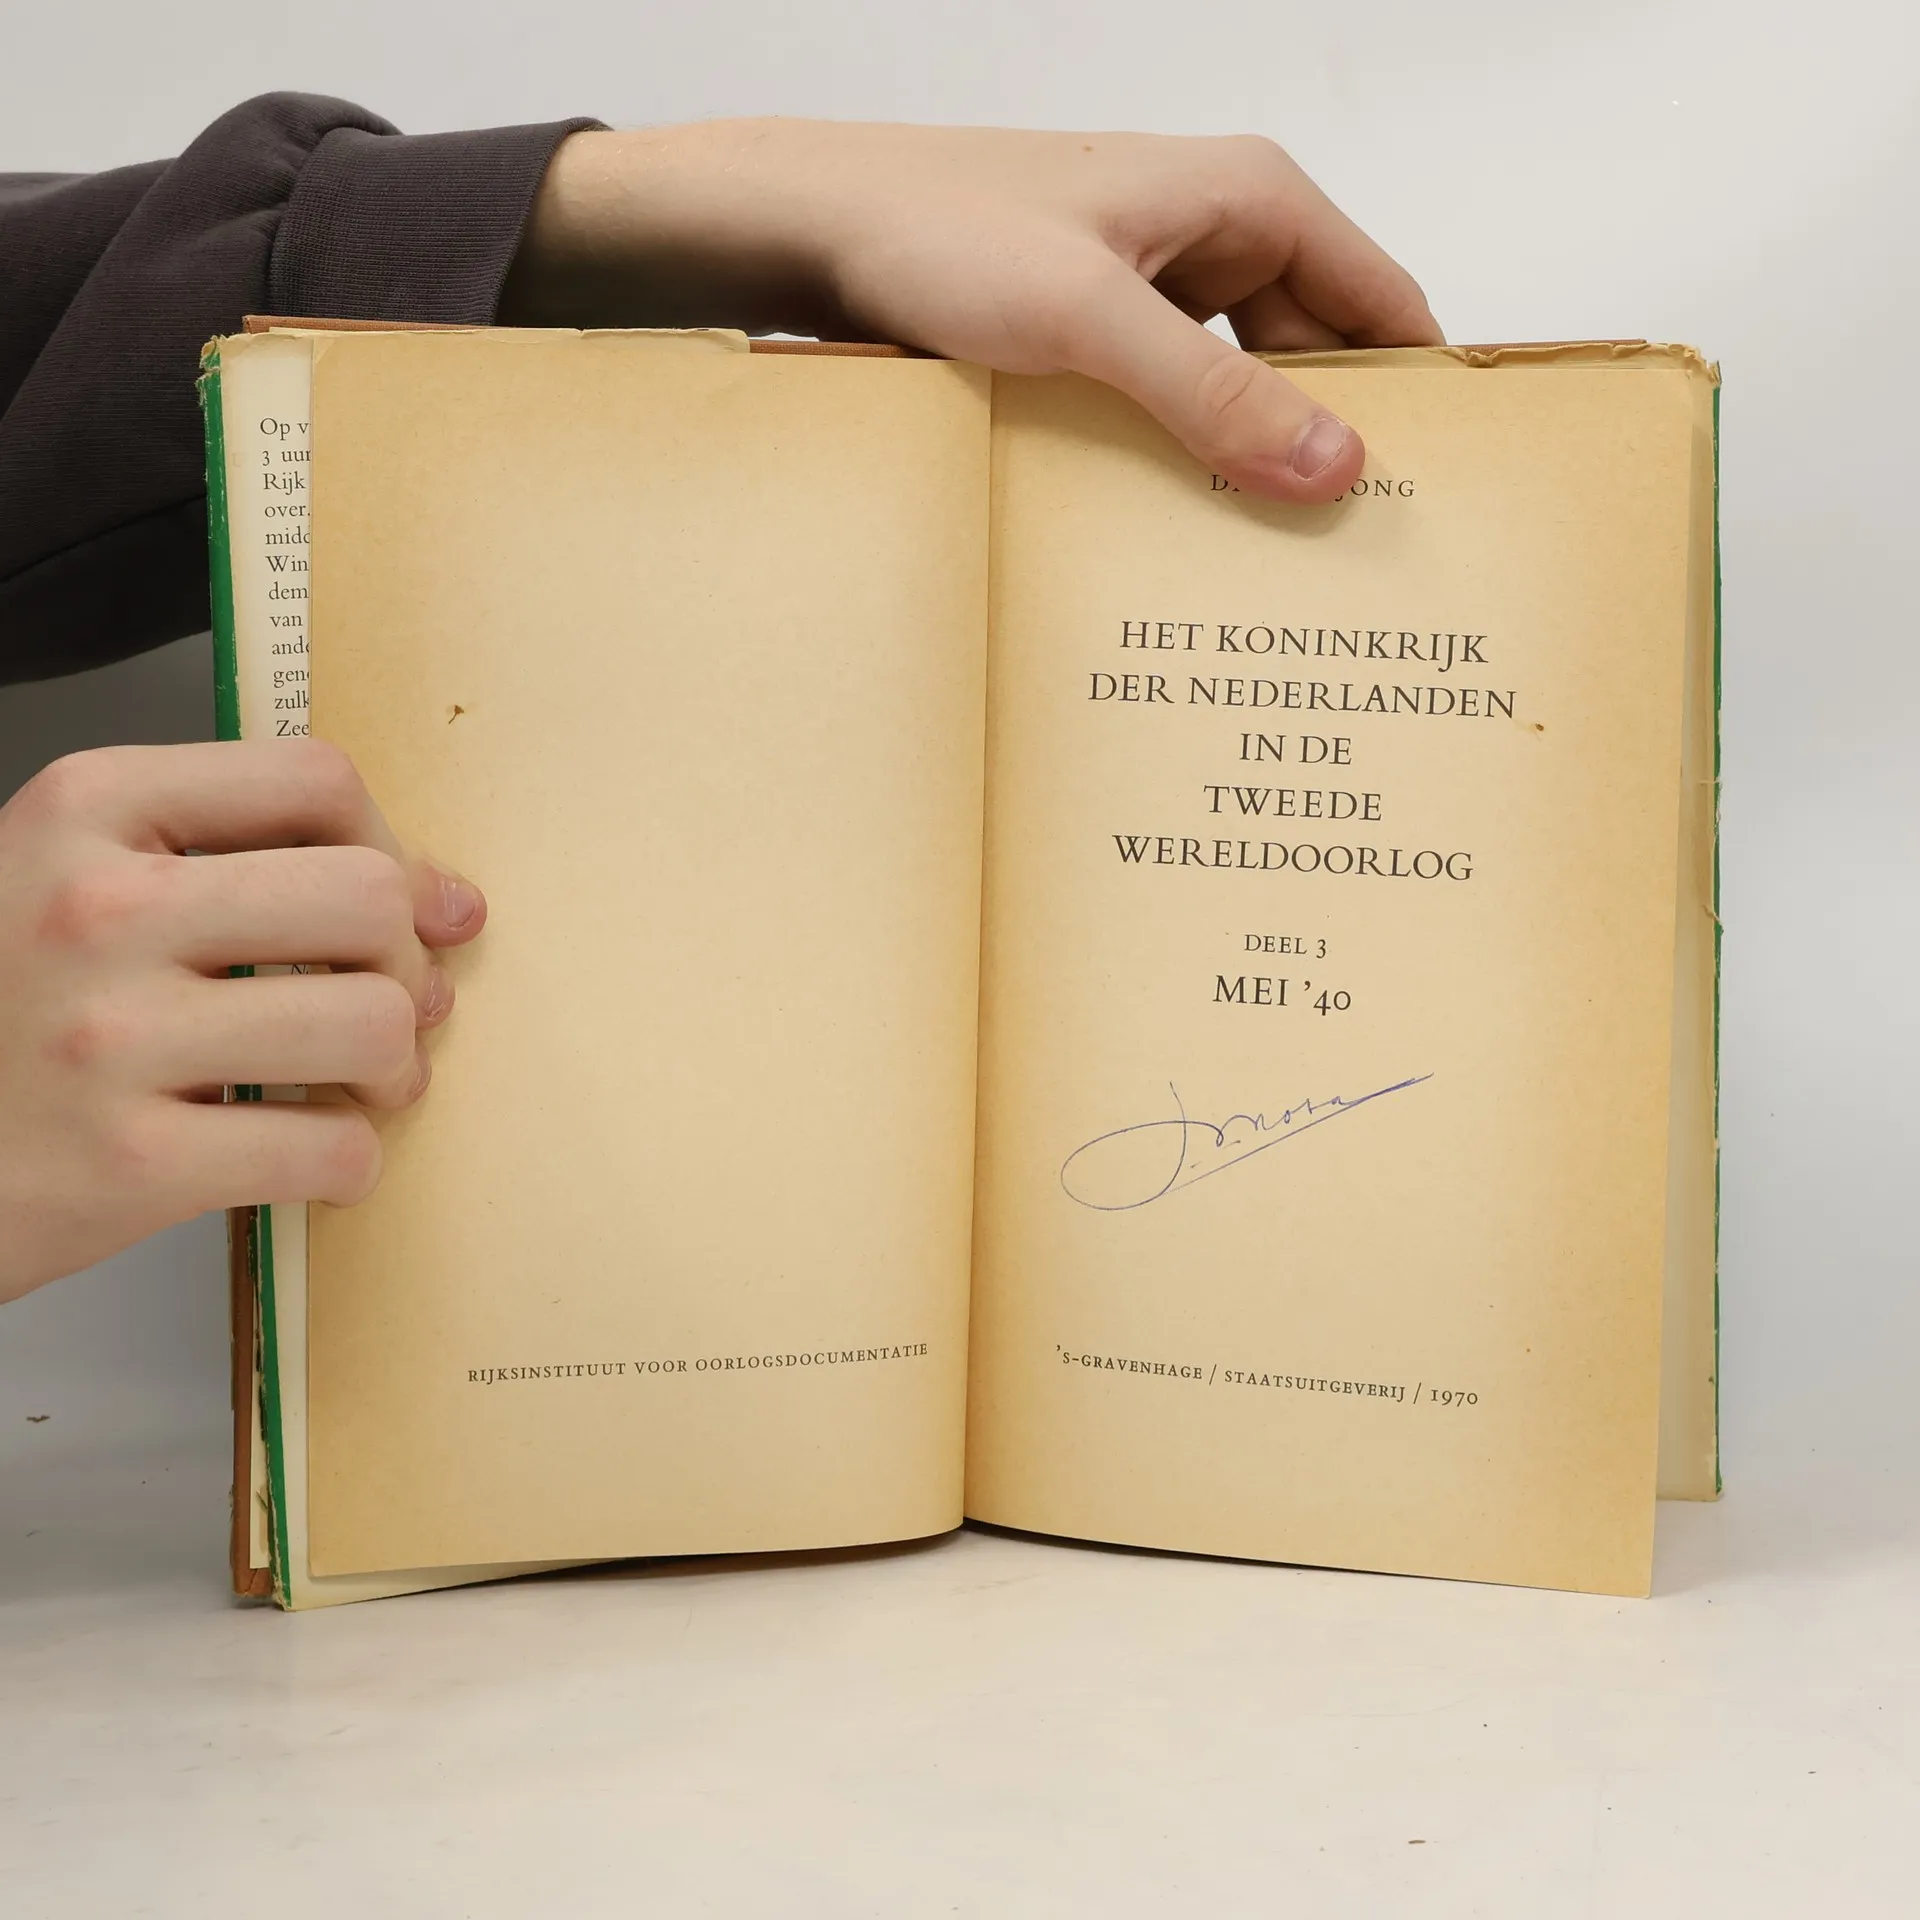 Op
3 uur
Rijk
over.
van
RIJKSINSTITUUT VOOR OORLOGSDOCUMENTATIE
JONG
HET KONINKRIJK
DER NEDERLANDEN
IN DE
TWEEDE
WERELDOORLOG
DEEL 3
MEI ’40
’S-GRAVENHAGE / STAATSUITGEVERIJ / 1970